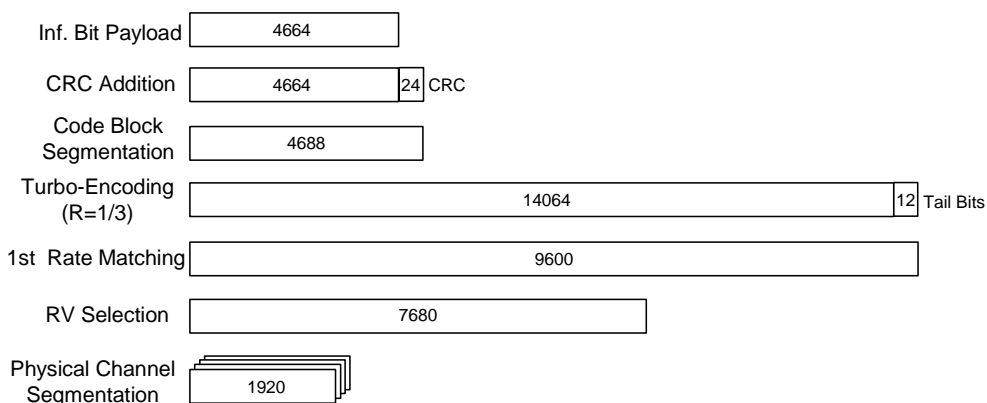 Inf. Bit Payload
4664
CRC Addition
4664
24
CRC
Code Block
Segmentation
4688
Turbo-Encoding
(R=1/3)
14064
12
Tail Bits
1st Rate Matching
9600
RV Selection
7680
Physical Channel
Segmentation
1920